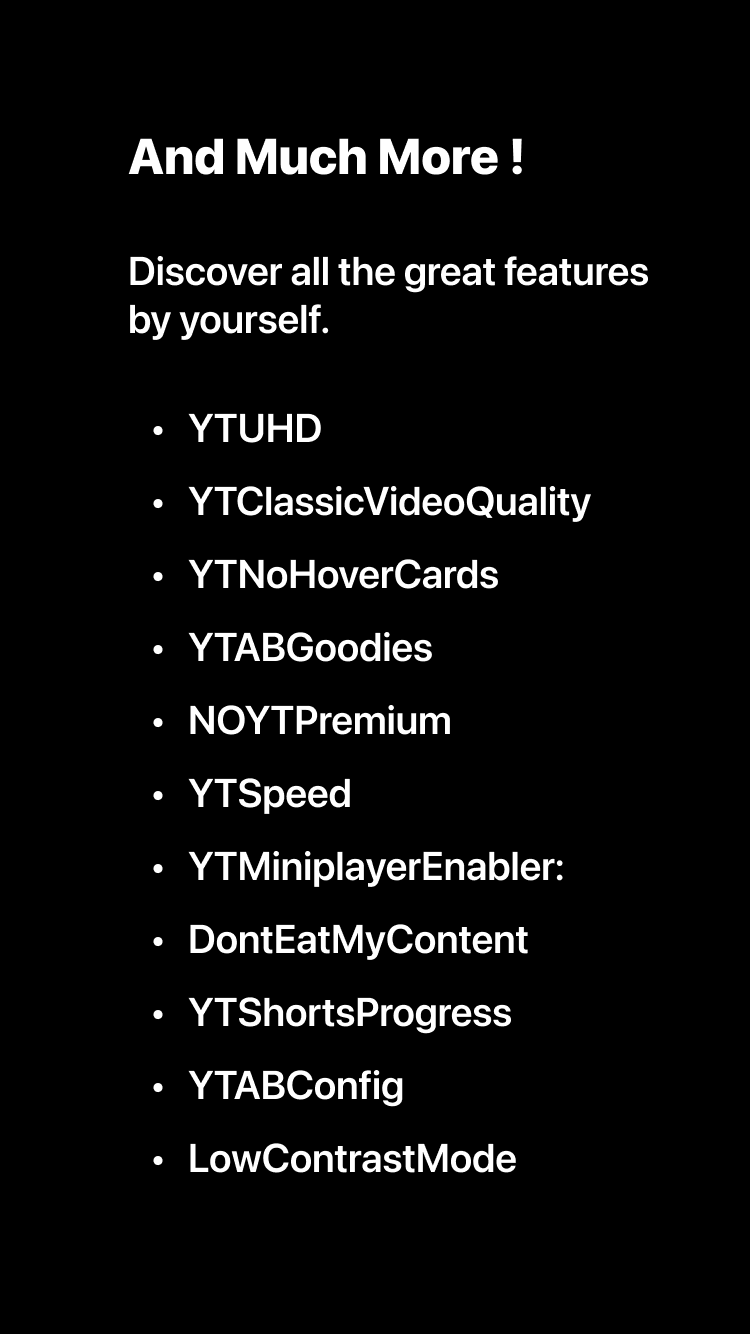 And Much More !
Discover all the great features
by yourself.
• YTUHD
• YTClassicVideoQuality
• YTNoHoverCards
• YTABGoodies
• NOYTPremium
• YTSpeed
• YTMiniplayerEnabler:
• DontEatMyContent
• YTShortsProgress
• YTABConfig
• LowContrastMode